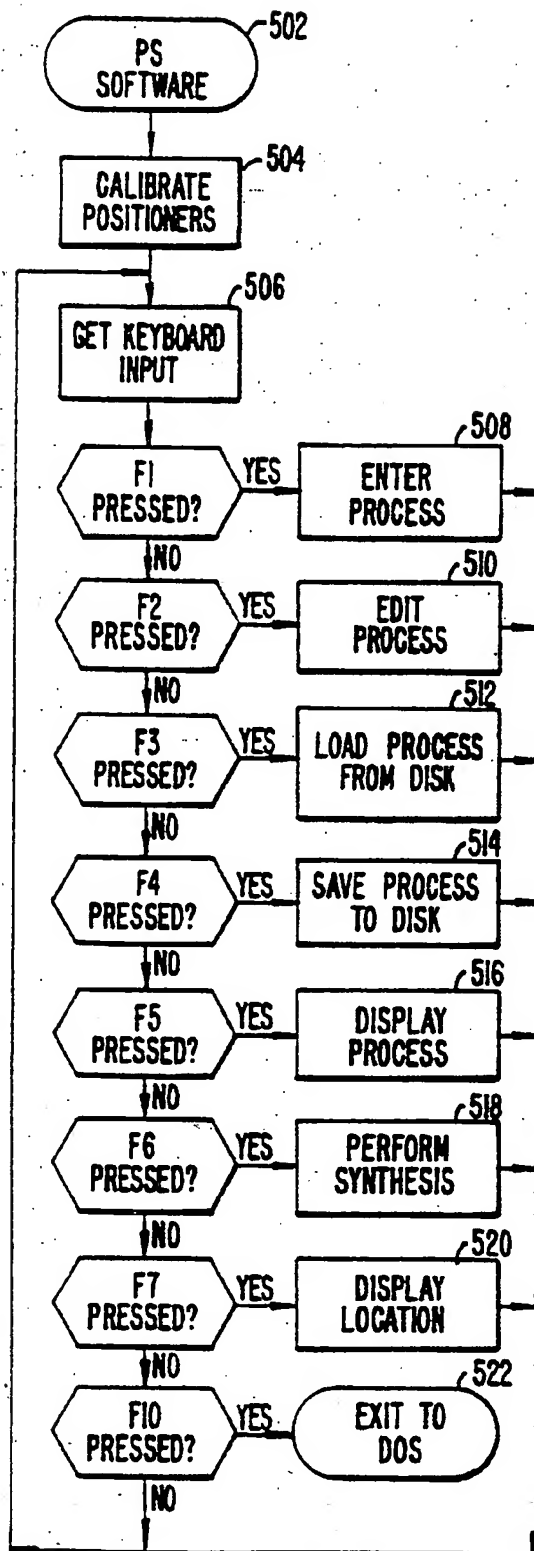 502
PS
SOFTWARE
504
CALIBRATE
POSITIONERS
506
GET KEYBOARD
INPUT
508
F1
PRESSED?
YES
ENTER
PROCESS
NO
510
F2
PRESSED?
YES
EDIT
PROCESS
NO
512
F3
PRESSED?
YES
LOAD PROCESS
FROM DISK
NO
514
F4
PRESSED?
YES
SAVE PROCESS
TO DISK
NO
516
F5
PRESSED?
YES
DISPLAY
PROCESS
NO
518
F6
PRESSED?
YES
PERFORM
SYNTHESIS
NO
520
F7
PRESSED?
YES
DISPLAY
LOCATION
NO
522
F10
PRESSED?
YES
EXIT TO
DOS
NO